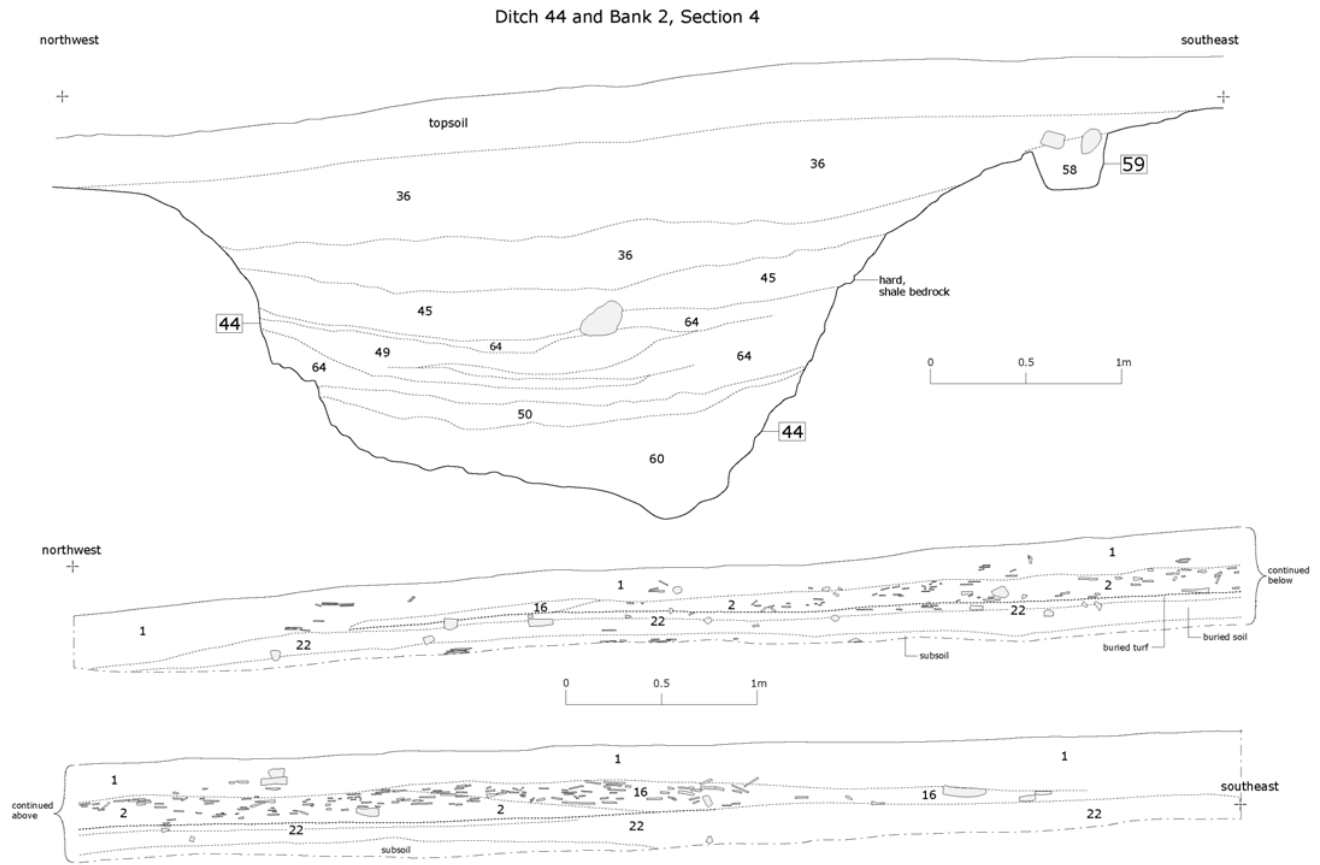 Ditch 44 and Bank 2, Section 4
northwest
southeast
topsoil
36
58
59
36
36
45
hard,
shale bedrock
45
44
64
64
49
64
64
0 0.5 1m
50
44
60
northwest
1
1
continued
below
2
16
2
22
1
22
22
buried soil
buried turf
subsoil
0 0.5 1m
1
1
1
16
16
southeast
continued
above
2
2
22
22
22
subsoil